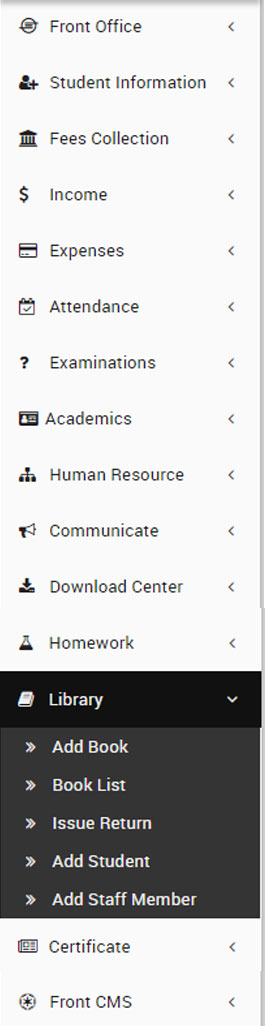 Front Office
Student Information
Fees Collection
Income
Expenses
Attendance
Examinations
Academics
Human Resource
Communicate
Download Center
Homework
Library
Add Book
Book List
Issue Return
Add Student
Add Staff Member
Certificate
Front CMS